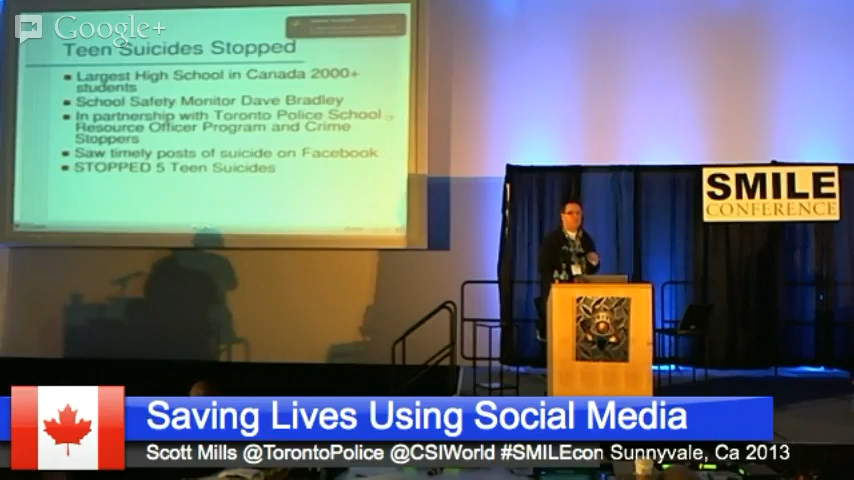 Google+
Teen Suicides Stopped
Largest High School in Canada 2000+
students
School Safety Monitor Dave Bradley
In partnership with Toronto Police School
Resource Officer Program and Crime
Stoppers
Saw timely posts of suicide on Facebook
STOPPED 5 Teen Suicides
SMILE
CONFERENCE
Saving Lives Using Social Media
Scott Mills @TorontoPolice @CSIWorld #SMILEcon Sunnyvale, Ca 2013